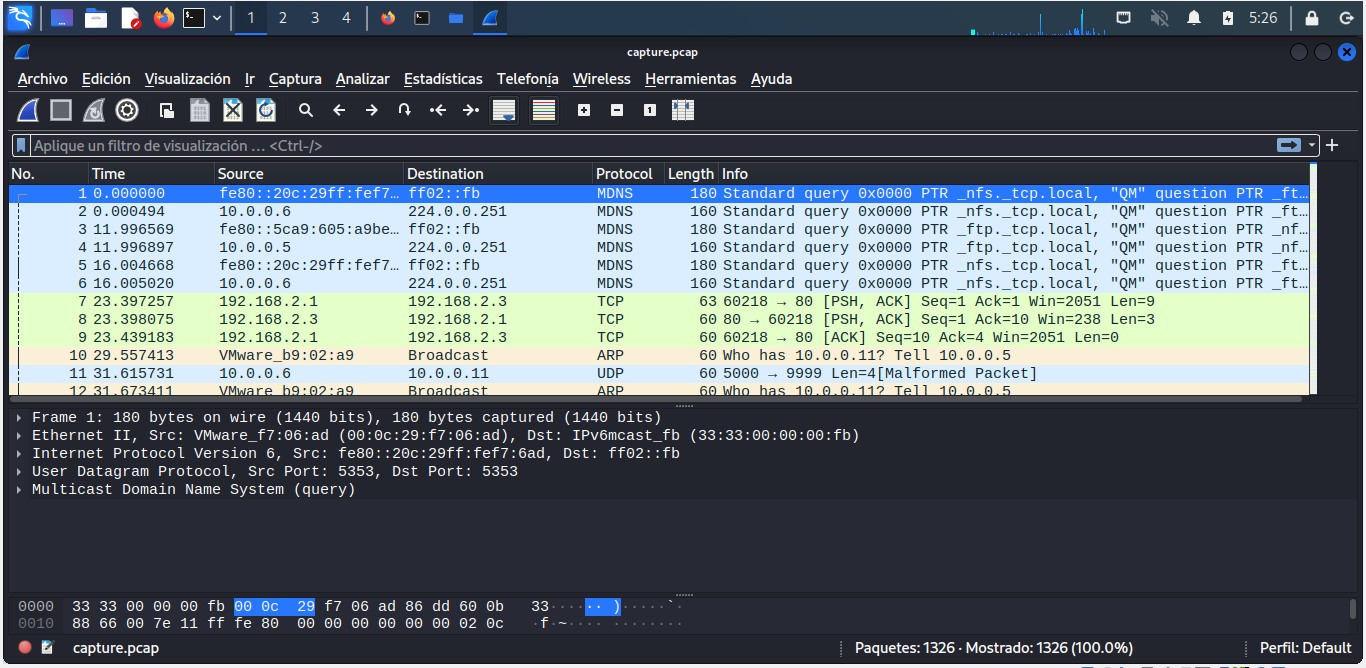 1 2 3 4 5:26
capture.pcap
Archivo Edición Visualización Ir Captura Analizar Estadísticas Telefonía Wireless Herramientas Ayuda
Aplique un filtro de visualización … <Ctrl-/>
No. Time Source Destination Protocol Length Info
1 0.000000 fe80::20c:29ff:fef7… ff02::fb MDNS 180 Standard query 0x0000 PTR _nfs._tcp.local, "QM" question PTR _ft…
2 0.000494 10.0.0.6 224.0.0.251 MDNS 160 Standard query 0x0000 PTR _nfs._tcp.local, "QM" question PTR _ft…
3 11.996569 fe80::5ca9:605:a9be… ff02::fb MDNS 180 Standard query 0x0000 PTR _ftp._tcp.local, "QM" question PTR _nf…
4 11.996897 10.0.0.5 224.0.0.251 MDNS 160 Standard query 0x0000 PTR _ftp._tcp.local, "QM" question PTR _nf…
5 16.004668 fe80::20c:29ff:fef7… ff02::fb MDNS 180 Standard query 0x0000 PTR _nfs._tcp.local, "QM" question PTR _ft…
6 16.005020 10.0.0.6 224.0.0.251 MDNS 160 Standard query 0x0000 PTR _nfs._tcp.local, "QM" question PTR _ft…
7 23.397257 192.168.2.1 192.168.2.3 TCP 63 60218 → 80 [PSH, ACK] Seq=1 Ack=1 Win=2051 Len=9
8 23.398075 192.168.2.3 192.168.2.1 TCP 60 80 → 60218 [PSH, ACK] Seq=1 Ack=10 Win=238 Len=3
9 23.439183 192.168.2.1 192.168.2.3 TCP 60 60218 → 80 [ACK] Seq=10 Ack=4 Win=2051 Len=0
10 29.557413 VMware_b9:02:a9 Broadcast ARP 60 Who has 10.0.0.11? Tell 10.0.0.5
11 31.615731 10.0.0.6 10.0.0.11 UDP 60 5000 → 9999 Len=4[Malformed Packet]
12 31.673411 VMware_b9:02:a9 Broadcast ARP 60 Who has 10.0.0.11? Tell 10.0.0.5
Frame 1: 180 bytes on wire (1440 bits), 180 bytes captured (1440 bits)
Ethernet II, Src: VMware_f7:06:ad (00:0c:29:f7:06:ad), Dst: IPv6mcast_fb (33:33:00:00:00:fb)
Internet Protocol Version 6, Src: fe80::20c:29ff:fef7:6ad, Dst: ff02::fb
User Datagram Protocol, Src Port: 5353, Dst Port: 5353
Multicast Domain Name System (query)
0000 33 33 00 00 00 fb 00 0c 29 f7 06 ad 86 dd 60 0b 33······ )·····`·
0010 88 66 00 7e 11 ff fe 80 00 00 00 00 00 00 02 0c ·f·~···· ········
capture.pcap Paquetes: 1326 · Mostrado: 1326 (100.0%) Perfil: Default